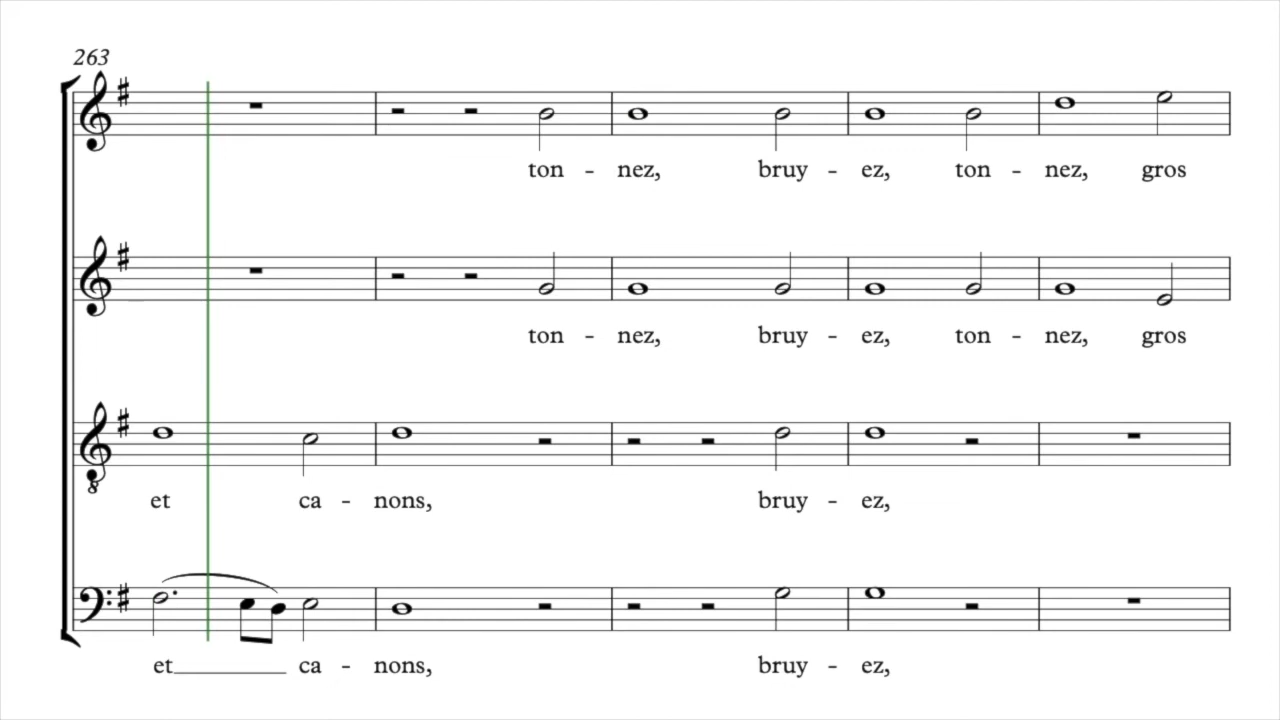 263
ton - nez, bruy - ez, ton - nez, gros
ton - nez, bruy - ez, ton - nez, gros
et ca - nons, bruy - ez,
et ca - nons, bruy - ez,